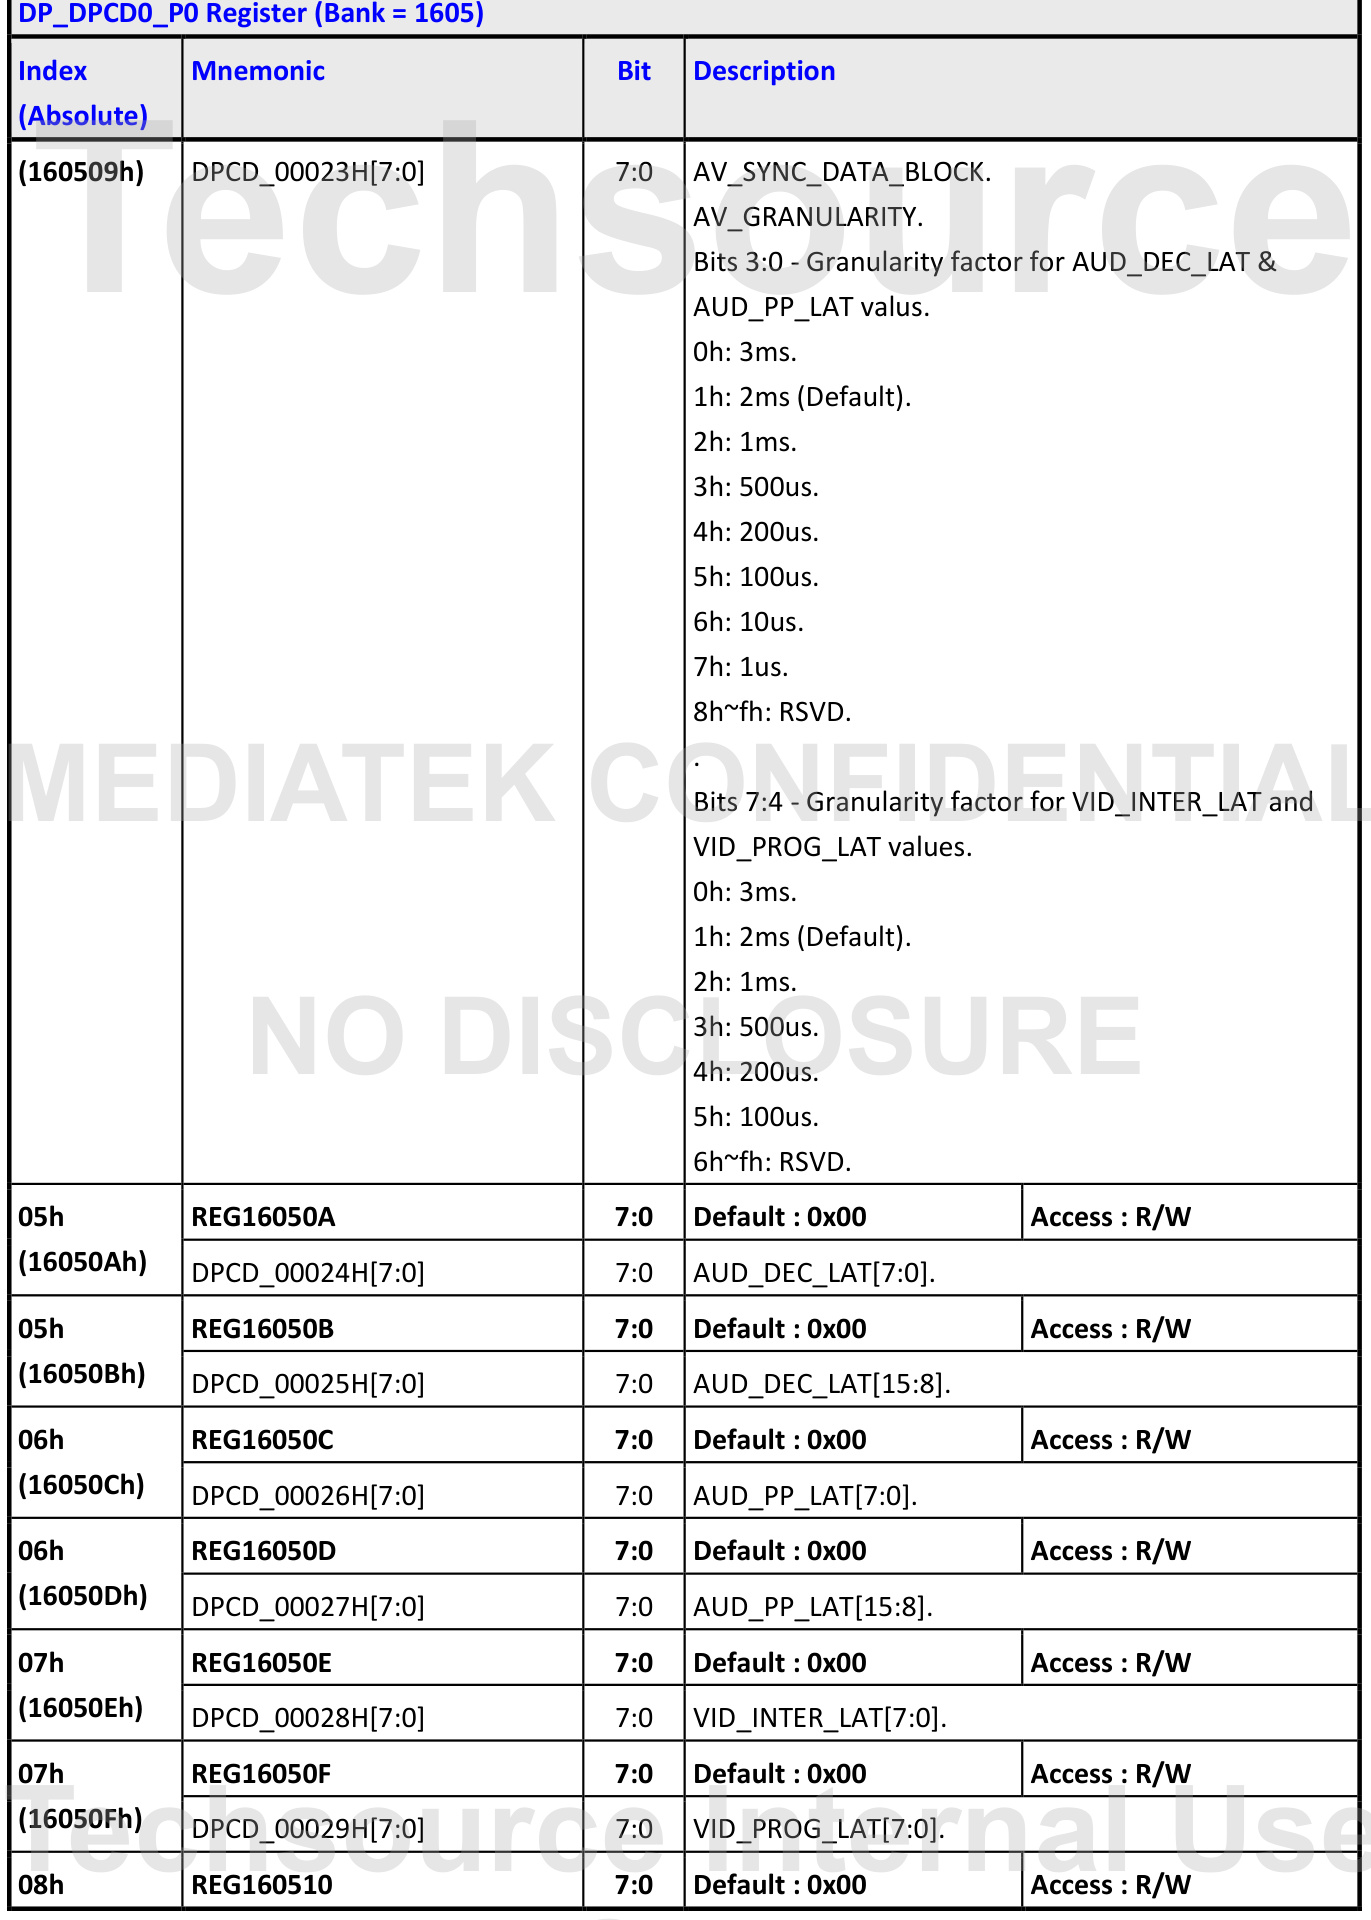 DP_DPCD0_P0 Register (Bank = 1605)
Index (Absolute) Mnemonic Bit Description
(160509h) DPCD_00023H[7:0] 7:0 AV_SYNC_DATA_BLOCK.
AV_GRANULARITY.
Bits 3:0 - Granularity factor for AUD_DEC_LAT &
AUD_PP_LAT valus.
0h: 3ms.
1h: 2ms (Default).
2h: 1ms.
3h: 500us.
4h: 200us.
5h: 100us.
6h: 10us.
7h: 1us.
8h~fh: RSVD.
.
Bits 7:4 - Granularity factor for VID_INTER_LAT and
VID_PROG_LAT values.
0h: 3ms.
1h: 2ms (Default).
2h: 1ms.
3h: 500us.
4h: 200us.
5h: 100us.
6h~fh: RSVD.
05h REG16050A 7:0 Default : 0x00 Access : R/W
(16050Ah) DPCD_00024H[7:0] 7:0 AUD_DEC_LAT[7:0].
05h REG16050B 7:0 Default : 0x00 Access : R/W
(16050Bh) DPCD_00025H[7:0] 7:0 AUD_DEC_LAT[15:8].
06h REG16050C 7:0 Default : 0x00 Access : R/W
(16050Ch) DPCD_00026H[7:0] 7:0 AUD_PP_LAT[7:0].
06h REG16050D 7:0 Default : 0x00 Access : R/W
(16050Dh) DPCD_00027H[7:0] 7:0 AUD_PP_LAT[15:8].
07h REG16050E 7:0 Default : 0x00 Access : R/W
(16050Eh) DPCD_00028H[7:0] 7:0 VID_INTER_LAT[7:0].
07h REG16050F 7:0 Default : 0x00 Access : R/W
(16050Fh) DPCD_00029H[7:0] 7:0 VID_PROG_LAT[7:0].
08h REG160510 7:0 Default : 0x00 Access : R/W
Techsource
MEDIATEK CONFIDENTIAL
NO DISCLOSURE
Techsource Internal Use